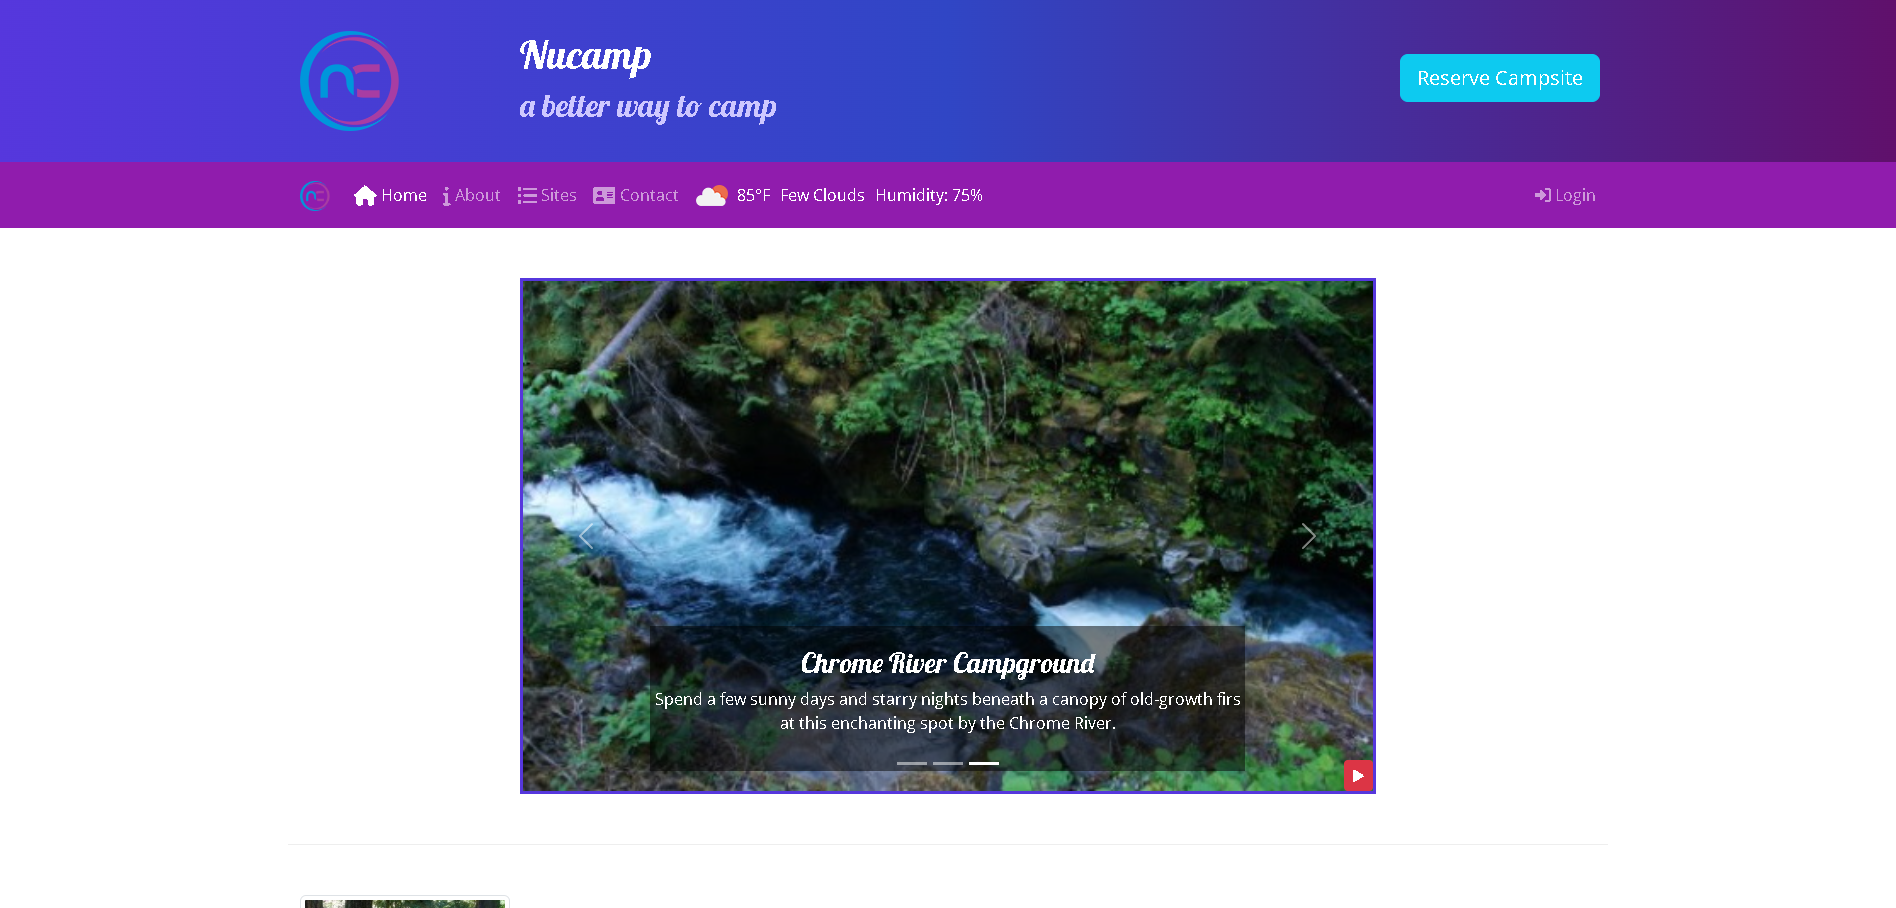 Nucamp
a better way to camp
Reserve Campsite
Home About Sites Contact 85°F Few Clouds Humidity: 75% Login
Chrome River Campground
Spend a few sunny days and starry nights beneath a canopy of old-growth firs
at this enchanting spot by the Chrome River.